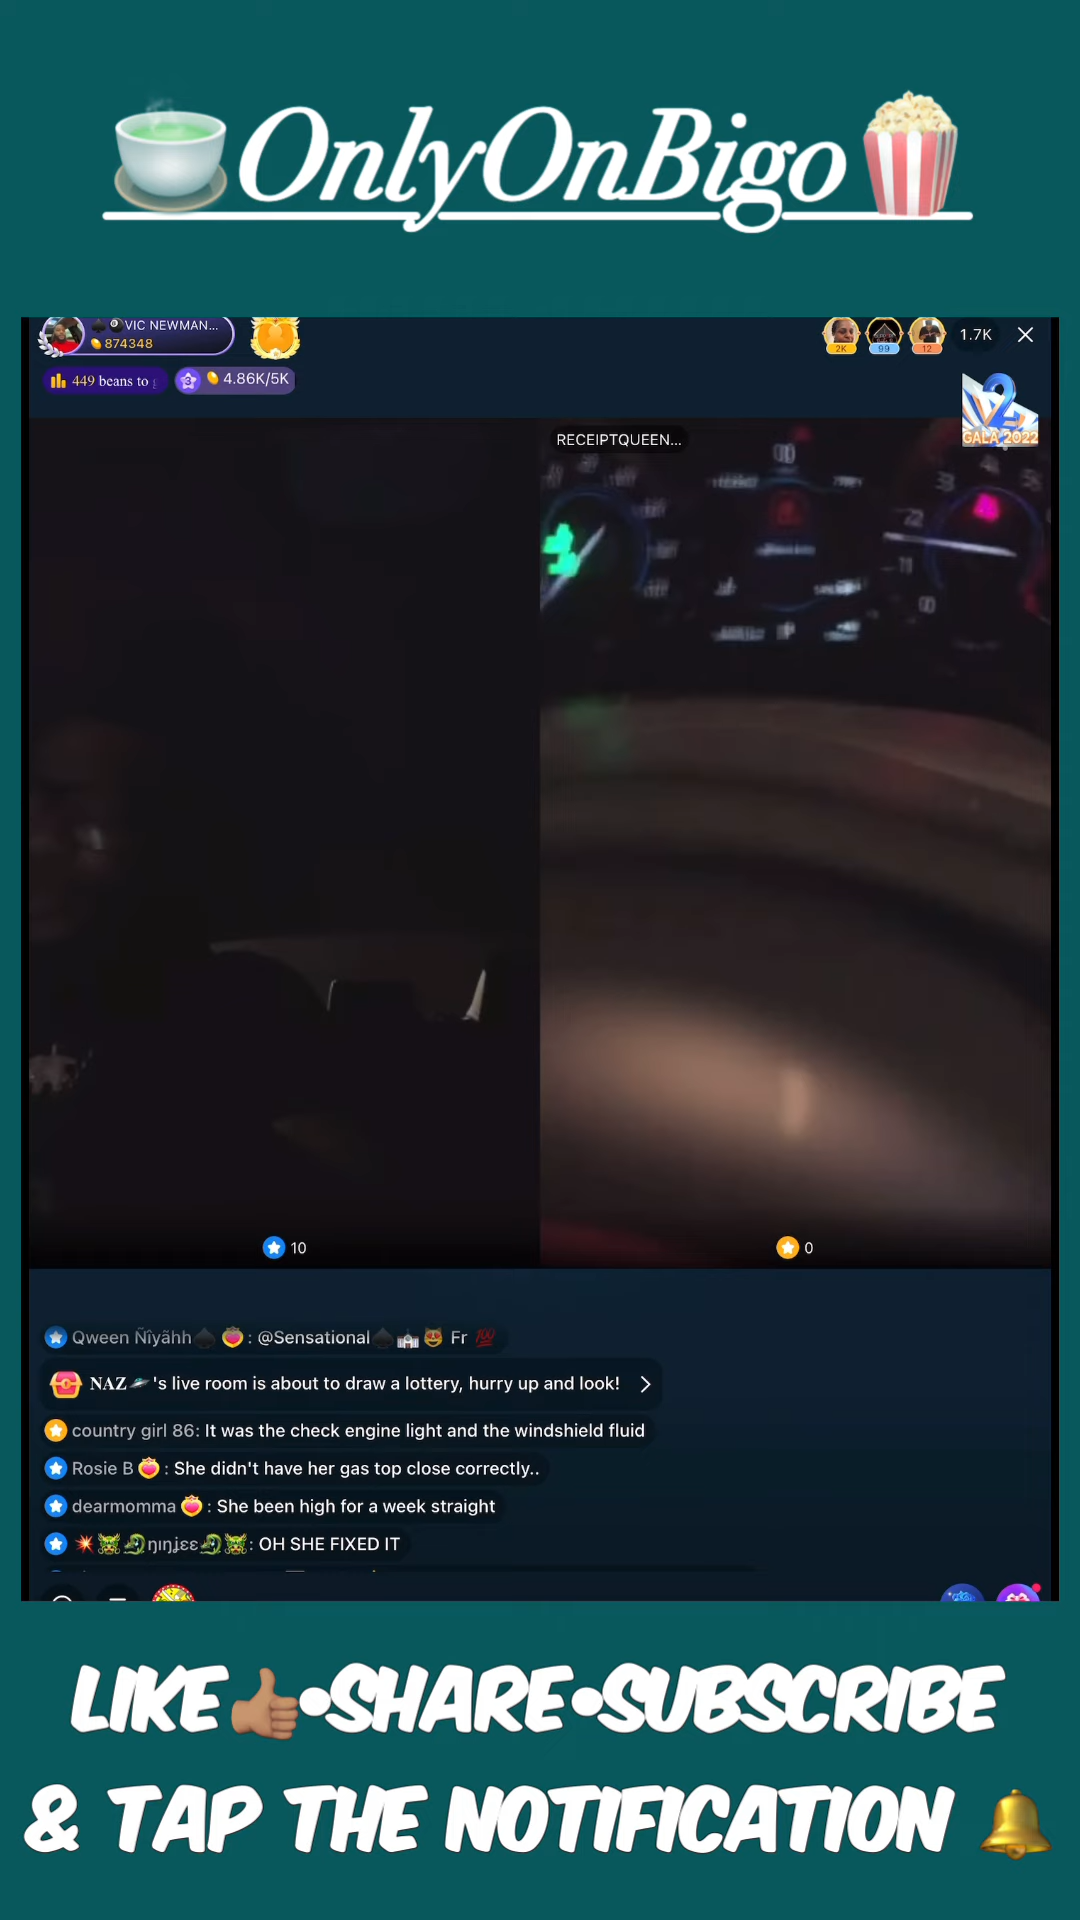 OnlyOnBigo
VIC NEWMAN...
874348
1.7K
2K
99
12
449 beans to
4.86K/5K
GALA 2022
RECEIPTQUEEN...
10
0
Qween Ñîyãhh♠️ : @Sensational♠️ Fr 💯
NAZ🛸's live room is about to draw a lottery, hurry up and look!
country girl 86: It was the check engine light and the windshield fluid
Rosie B : She didn't have her gas top close correctly..
dearmomma : She been high for a week straight
💥🐲🐊ŋıŋʝɛɛ🐊🐲: OH SHE FIXED IT
LIKE👍🏽•SHARE•SUBSCRIBE
& TAP THE NOTIFICATION 🔔